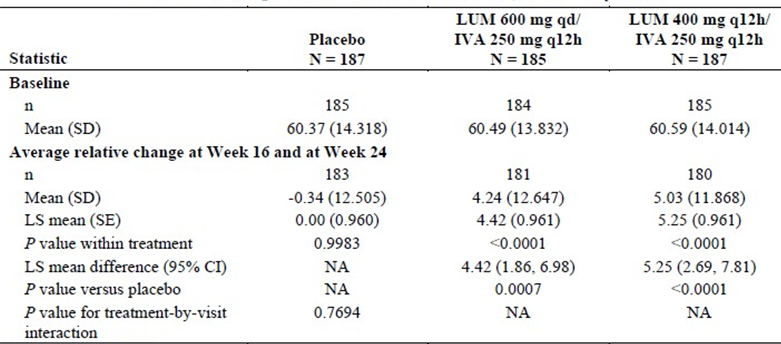 Statistic Placebo N = 187 LUM 600 mg qd/ IVA 250 mg q12h N = 185 LUM 400 mg q12h/ IVA 250 mg q12h N = 187
Baseline
n 185 184 185
Mean (SD) 60.37 (14.318) 60.49 (13.832) 60.59 (14.014)
Average relative change at Week 16 and at Week 24
n 183 181 180
Mean (SD) -0.34 (12.505) 4.24 (12.647) 5.03 (11.868)
LS mean (SE) 0.00 (0.960) 4.42 (0.961) 5.25 (0.961)
P value within treatment 0.9983 <0.0001 <0.0001
LS mean difference (95% CI) NA 4.42 (1.86, 6.98) 5.25 (2.69, 7.81)
P value versus placebo NA 0.0007 <0.0001
P value for treatment-by-visit 0.7694 NA NA
interaction